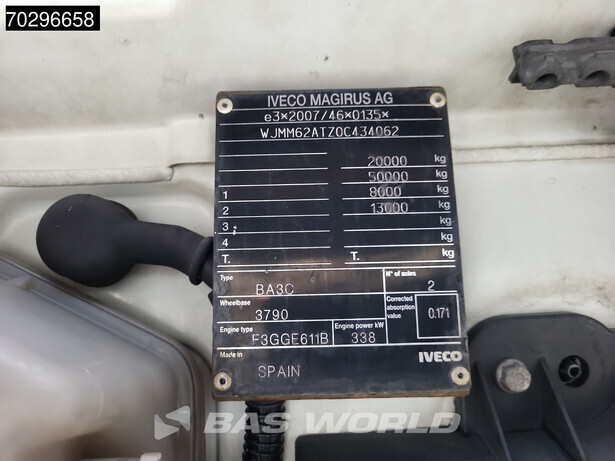 70296658
IVECO MAGIRUS AG
e3×2007/46×0135×
WJMM62ATZ0C434062
20000 kg
50000 kg
1 8000 kg
2 13000 kg
3 kg
4 kg
T. T. kg
Type BA3C N° of axles 2
Wheelbase 3790 Corrected absorption value 0.171
Engine type F3GGE611B Engine power kW 338
Made in SPAIN IVECO
BAS WORLD